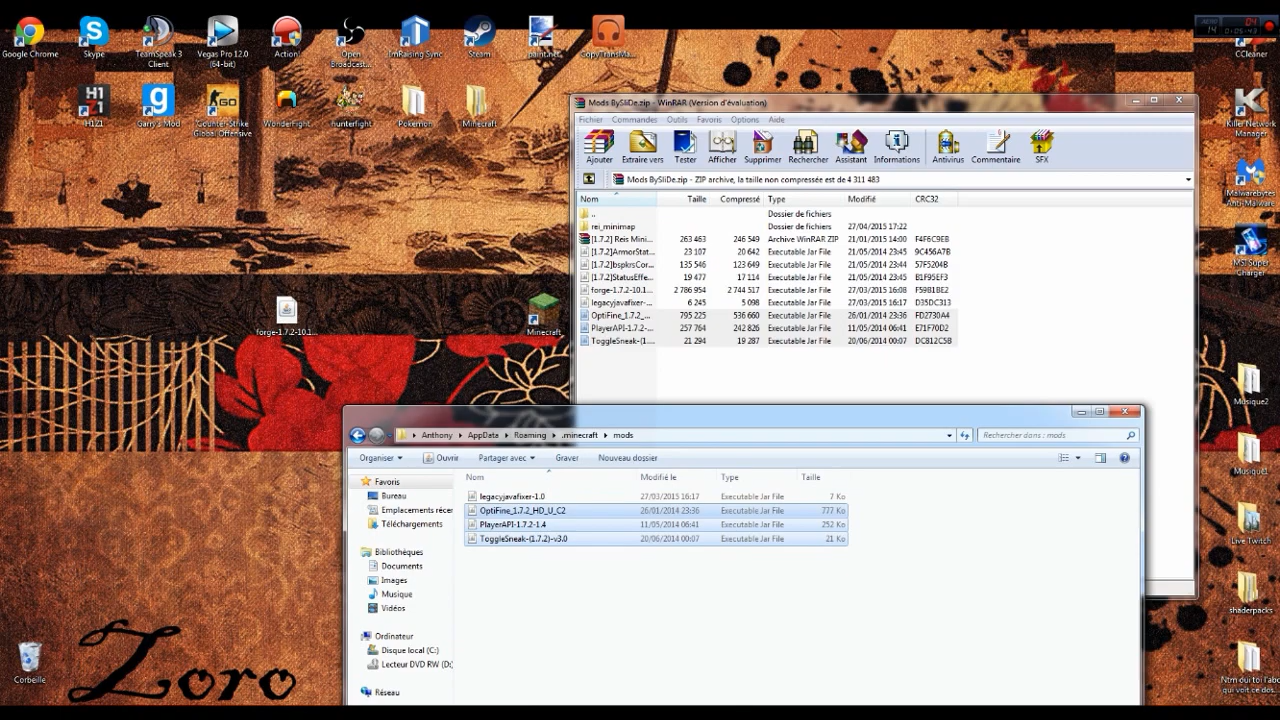 Google Chrome
Skype
TeamSpeak 3
Client
Vegas Pro 12.0
(64-bit)
Action!
Open
Broadcast...
ImRaising Sync
Steam
paint.net
CopyTransMa...
CCleaner
H1Z1
Garry's Mod
Counter-Strike
Global Offensive
WonderFight
hunterfight
Pokemon
Minecraft
Killer Network
Manager
Malwarebytes
Anti-Malware
MSI Super
Charger
forge-1.7.2-10.1...
Minecraft
Musique2
Musique1
Live Twitch
shaderpacks
Corbeille
Zoro
Mods BySliDe.zip - WinRAR (Version d'évaluation)
Fichier Commandes Outils Favoris Options Aide
Ajouter Extraire vers Tester Afficher Supprimer Rechercher Assistant Informations Antivirus Commentaire SFX
Mods BySliDe.zip - ZIP archive, la taille non compressée est de 4 311 483
Nom Taille Compressé Type Modifié CRC32
.. Dossier de fichiers
rei_minimap Dossier de fichiers 27/04/2015 17:22
[1.7.2] Reis Mini... 263 463 246 549 Archive WinRAR ZIP 21/01/2015 14:00 F4F6C9EB
[1.7.2]ArmorStat... 23 107 20 642 Executable Jar File 21/05/2014 23:45 9C456A7B
[1.7.2]bspkrsCor... 135 546 123 649 Executable Jar File 21/05/2014 23:44 57F5204B
[1.7.2]StatusEffe... 19 477 17 114 Executable Jar File 21/05/2014 23:45 B1F95EF3
forge-1.7.2-10.1... 2 786 954 2 744 517 Executable Jar File 27/03/2015 16:08 F59B1BE2
legacyjavafixer-... 6 245 5 098 Executable Jar File 27/03/2015 16:17 D35DC313
OptiFine_1.7.2_... 795 225 536 660 Executable Jar File 26/01/2014 23:36 FD2730A4
PlayerAPI-1.7.2-... 257 764 242 826 Executable Jar File 11/05/2014 06:41 E71F70D2
ToggleSneak-(1.... 21 294 19 287 Executable Jar File 20/06/2014 00:07 DC812C5B
Anthony AppData Roaming .minecraft mods
Rechercher dans : mods
Organiser Ouvrir Partager avec Graver Nouveau dossier
Favoris
Bureau
Emplacements récen
Téléchargements
Bibliothèques
Documents
Images
Musique
Vidéos
Ordinateur
Disque local (C:)
Lecteur DVD RW (D:
Réseau
Nom Modifié le Type Taille
legacyjavafixer-1.0 27/03/2015 16:17 Executable Jar File 7 Ko
OptiFine_1.7.2_HD_U_C2 26/01/2014 23:36 Executable Jar File 777 Ko
PlayerAPI-1.7.2-1.4 11/05/2014 06:41 Executable Jar File 252 Ko
ToggleSneak-(1.7.2)-v3.0 20/06/2014 00:07 Executable Jar File 21 Ko